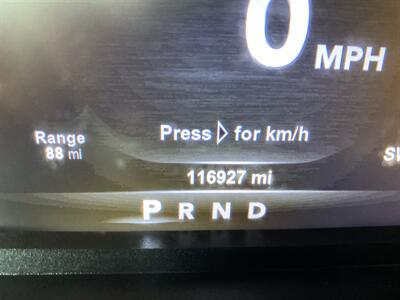 0 MPH
Press ▷ for km/h
Range
88 mi
116927 mi
P R N D